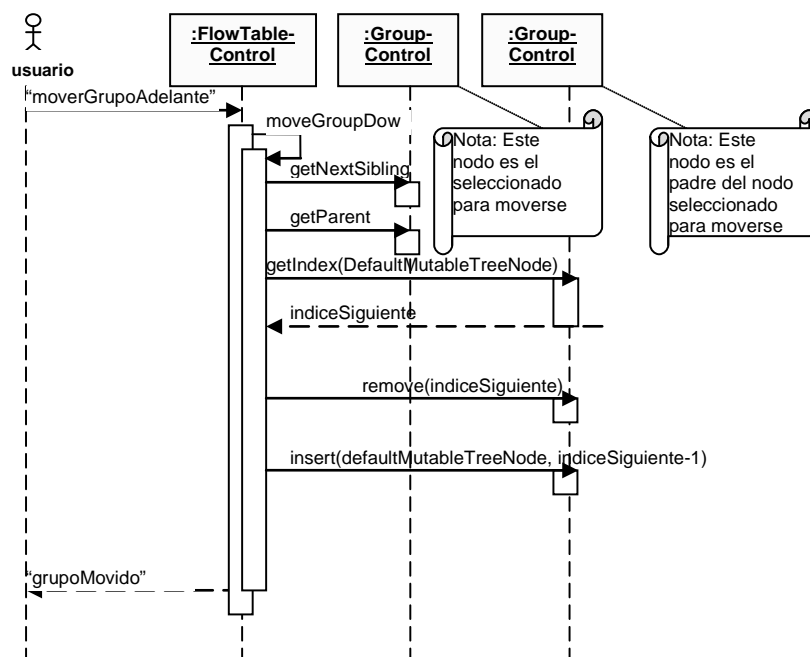 :FlowTable-
Control
:Group-
Control
:Group-
Control
usuario
“moverGrupoAdelante”
moveGroupDow
Nota: Este
nodo es el
seleccionado
para moverse
Nota: Este
nodo es el
padre del nodo
seleccionado
para moverse
getNextSibling
getParent
getIndex(DefaultMutableTreeNode)
indiceSiguiente
remove(indiceSiguiente)
insert(defaultMutableTreeNode, indiceSiguiente-1)
“grupoMovido”